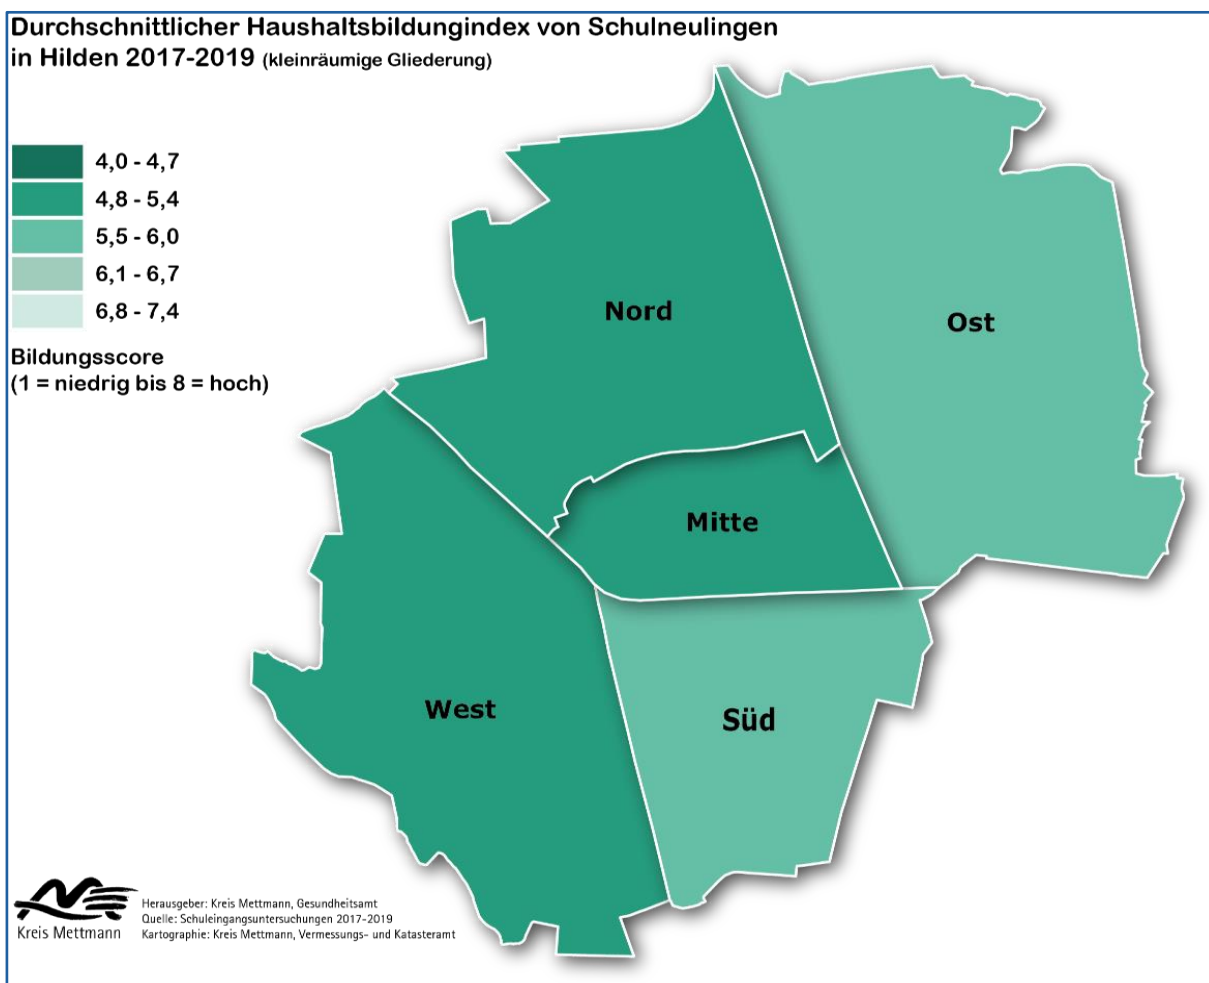 Durchschnittlicher Haushaltsbildungindex von Schulneulingen
in Hilden 2017-2019 (kleinräumige Gliederung)
4,0 - 4,7
4,8 - 5,4
5,5 - 6,0
6,1 - 6,7
6,8 - 7,4
Bildungsscore
(1 = niedrig bis 8 = hoch)
Nord
Ost
Mitte
West
Süd
Kreis Mettmann
Herausgeber: Kreis Mettmann, Gesundheitsamt
Quelle: Schuleingangsuntersuchungen 2017-2019
Kartographie: Kreis Mettmann, Vermessungs- und Katasteramt